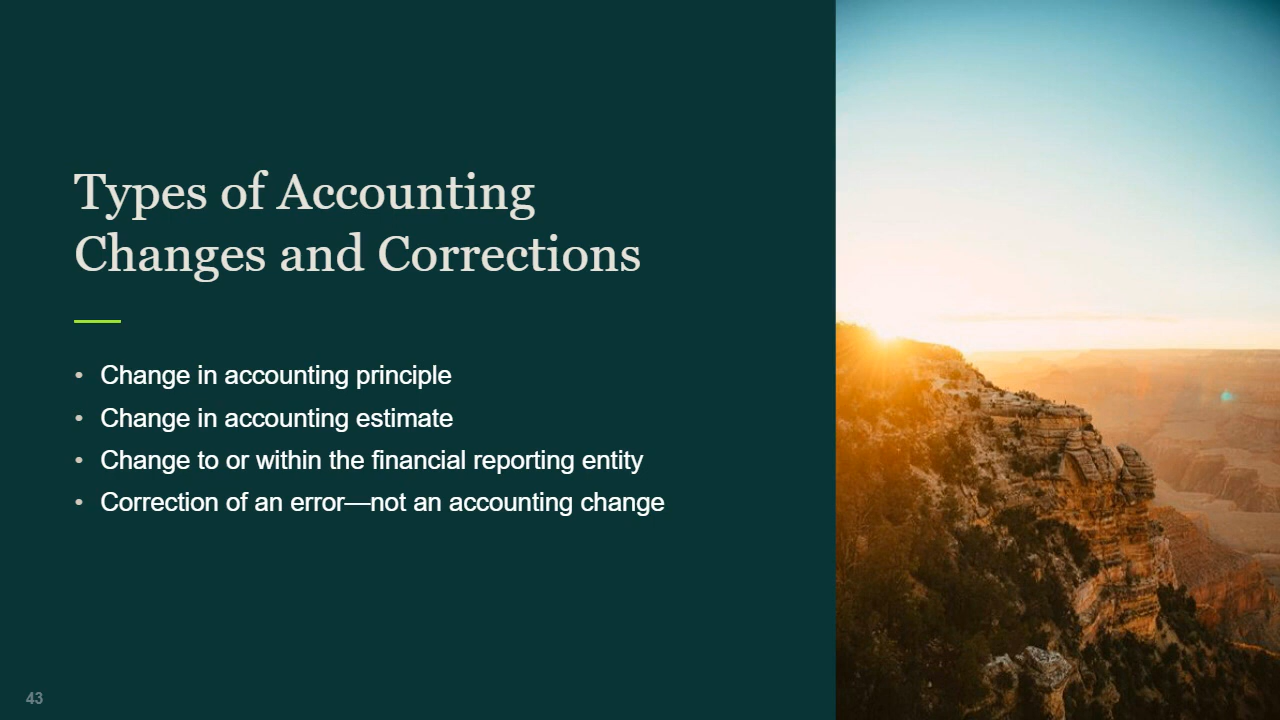 Types of Accounting
Changes and Corrections
• Change in accounting principle
• Change in accounting estimate
• Change to or within the financial reporting entity
• Correction of an error—not an accounting change
43